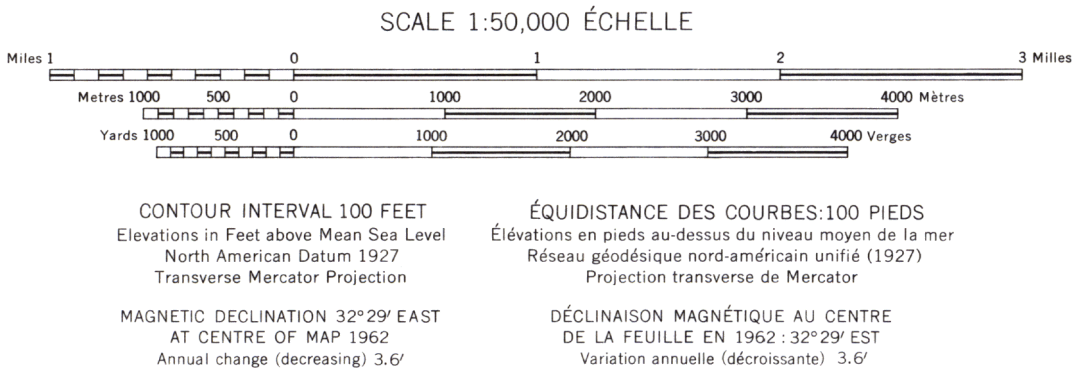 SCALE 1:50,000 ÉCHELLE
Miles 1 0 1 2 3 Milles
Metres 1000 500 0 1000 2000 3000 4000 Mètres
Yards 1000 500 0 1000 2000 3000 4000 Verges
CONTOUR INTERVAL 100 FEET
Elevations in Feet above Mean Sea Level
North American Datum 1927
Transverse Mercator Projection
ÉQUIDISTANCE DES COURBES:100 PIEDS
Élévations en pieds au-dessus du niveau moyen de la mer
Réseau géodésique nord-américain unifié (1927)
Projection transverse de Mercator
MAGNETIC DECLINATION 32°29′ EAST
AT CENTRE OF MAP 1962
Annual change (decreasing) 3.6′
DÉCLINAISON MAGNÉTIQUE AU CENTRE
DE LA FEUILLE EN 1962 : 32°29′ EST
Variation annuelle (décroissante) 3.6′